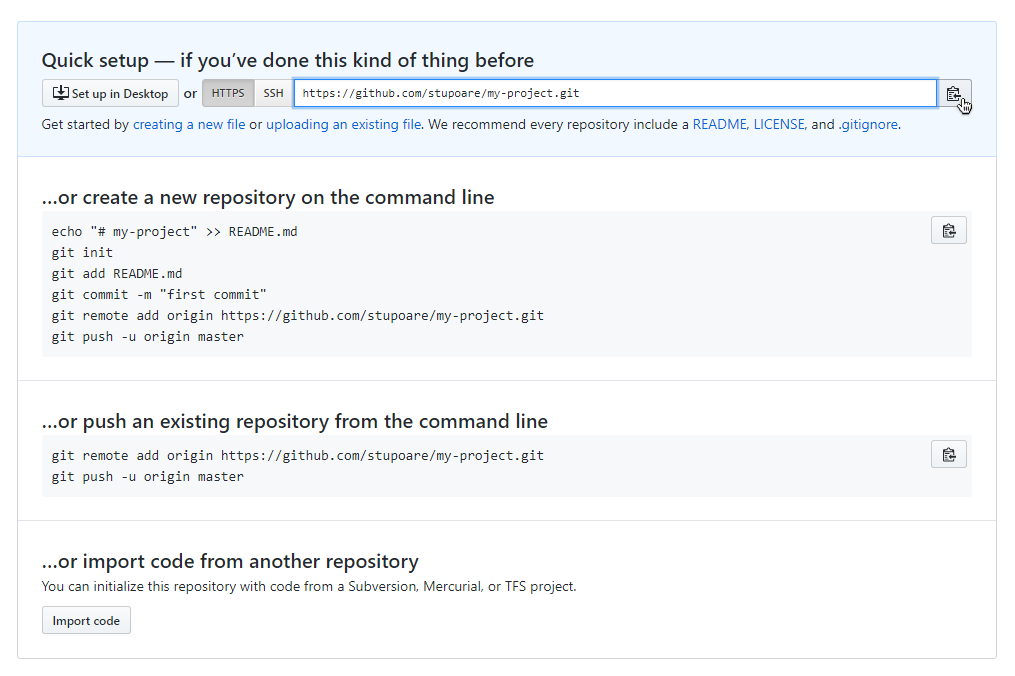 Quick setup — if you’ve done this kind of thing before
Set up in Desktop or HTTPS SSH https://github.com/stupoare/my-project.git
Get started by creating a new file or uploading an existing file. We recommend every repository include a README, LICENSE, and .gitignore.
…or create a new repository on the command line
echo "# my-project" >> README.md
git init
git add README.md
git commit -m "first commit"
git remote add origin https://github.com/stupoare/my-project.git
git push -u origin master
…or push an existing repository from the command line
git remote add origin https://github.com/stupoare/my-project.git
git push -u origin master
…or import code from another repository
You can initialize this repository with code from a Subversion, Mercurial, or TFS project.
Import code